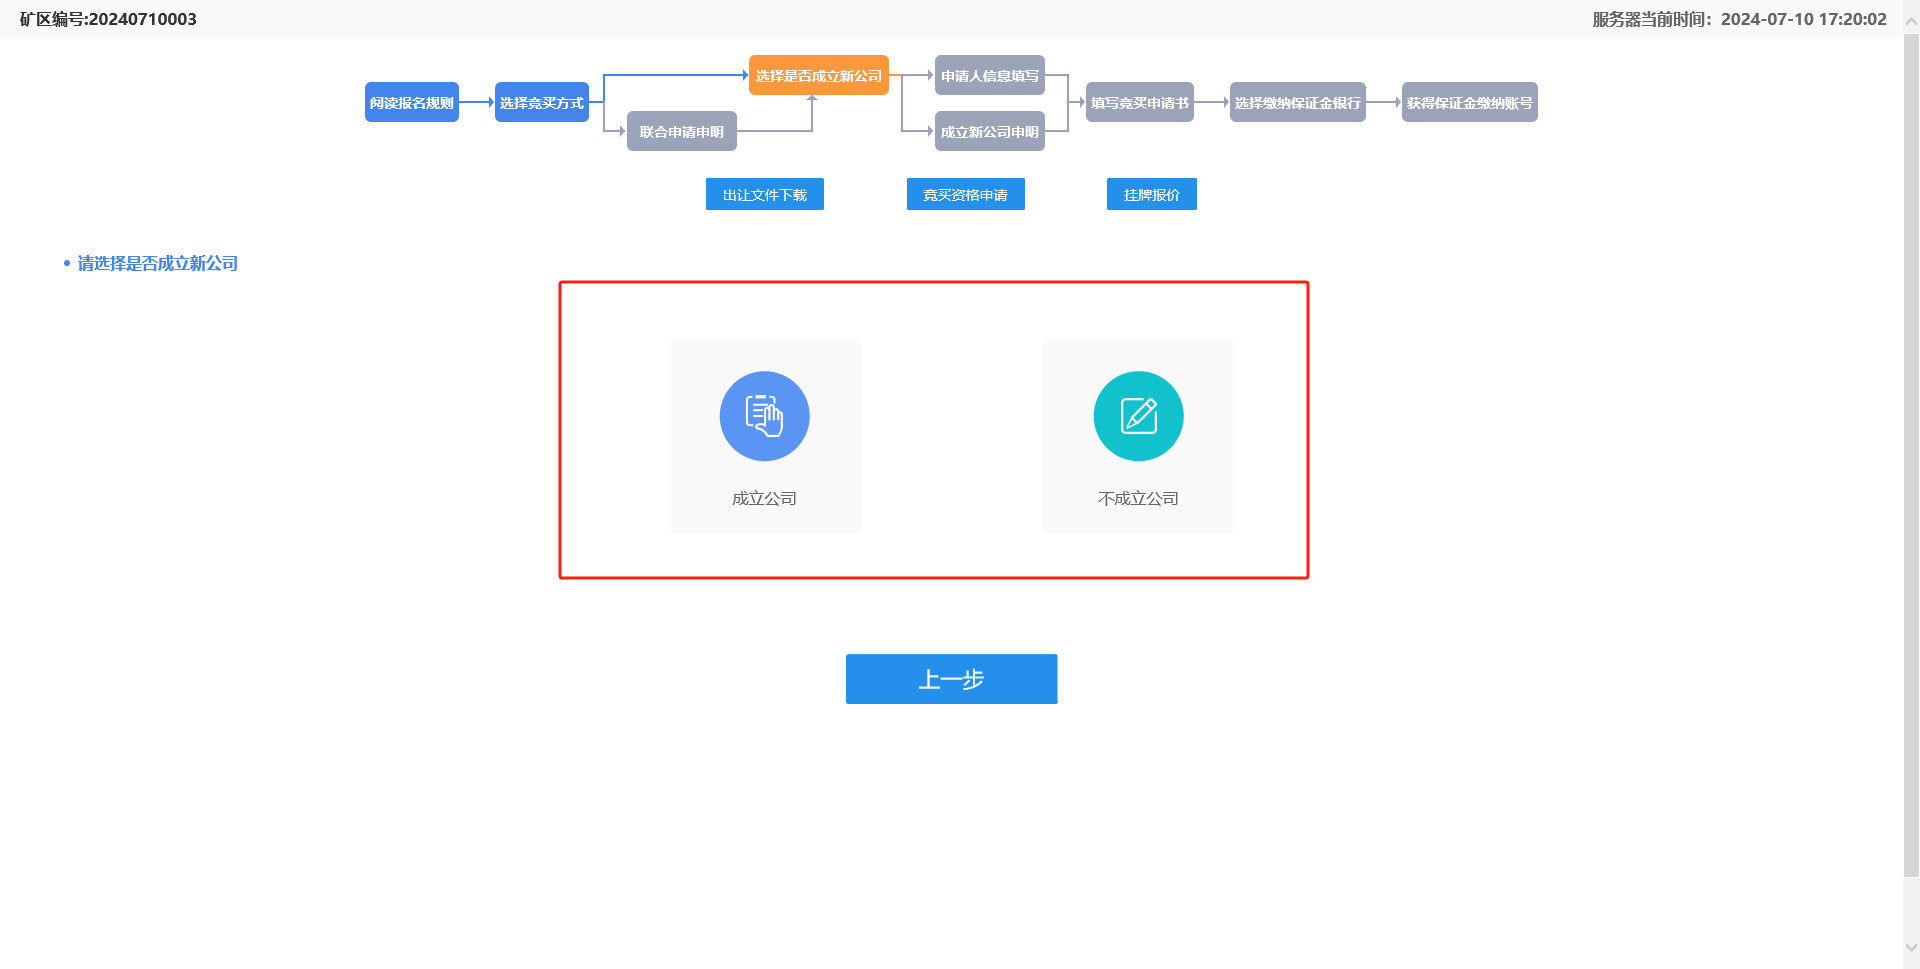 矿区编号:20240710003
服务器当前时间：2024-07-10 17:20:02
阅读报名规则
选择竞买方式
联合申请申明
选择是否成立新公司
申请人信息填写
成立新公司申明
填写竞买申请书
选择缴纳保证金银行
获得保证金缴纳账号
出让文件下载
竞买资格申请
挂牌报价
请选择是否成立新公司
成立公司
不成立公司
上一步